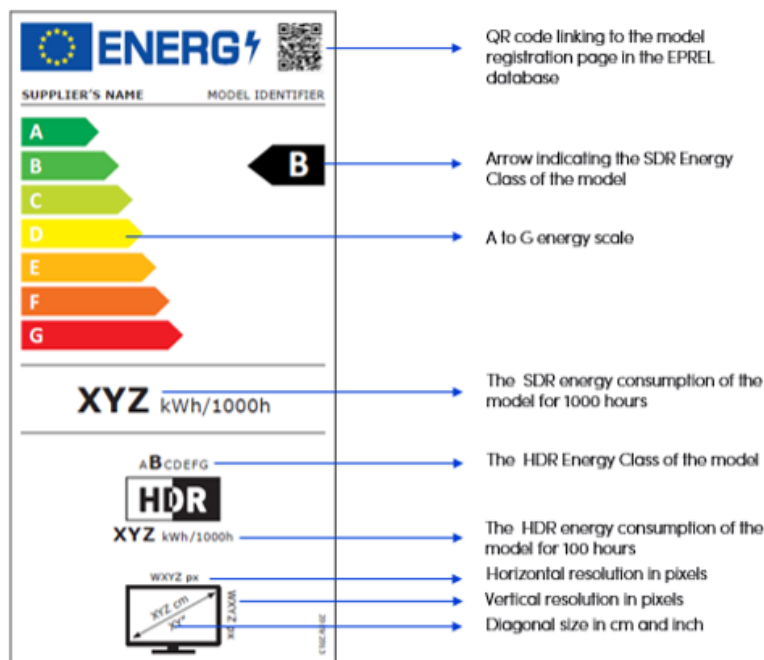 ENERG
SUPPLIER'S NAME MODEL IDENTIFIER
A
B
C
D
E
F
G
B
XYZ kWh/1000h
ABCDEFG
HDR
XYZ kWh/1000h
WXYZ px
XYZ cm
XY"
WXYZ px
2019/2013
QR code linking to the model
registration page in the EPREL
database
Arrow indicating the SDR Energy
Class of the model
A to G energy scale
The SDR energy consumption of the
model for 1000 hours
The HDR Energy Class of the model
The HDR energy consumption of the
model for 100 hours
Horizontal resolution in pixels
Vertical resolution in pixels
Diagonal size in cm and inch